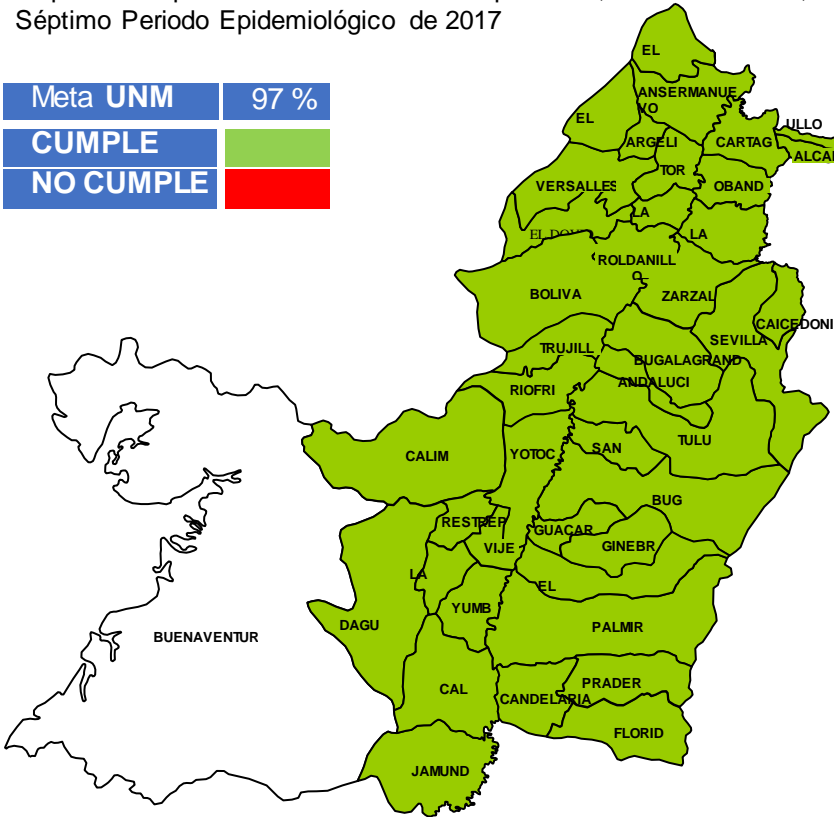 Séptimo Periodo Epidemiológico de 2017
Meta UNM 97 %
CUMPLE
NO CUMPLE
EL
ANSERMANUE
VO
EL
ARGELI
CARTAG
ULLO
ALCAL
TOR
VERSALLES
OBAND
LA
LA
EL DOV
ROLDANILL
O
BOLIVA
ZARZAL
CAICEDONI
SEVILLA
TRUJILL
BUGALAGRAND
ANDALUCI
RIOFRI
TULU
SAN
CALIM
YOTOC
BUG
RESTREP
GUACAR
VIJE
GINEBR
LA
EL
YUMB
DAGU
PALMIR
BUENAVENTUR
CAL
PRADER
CANDELARIA
FLORID
JAMUND